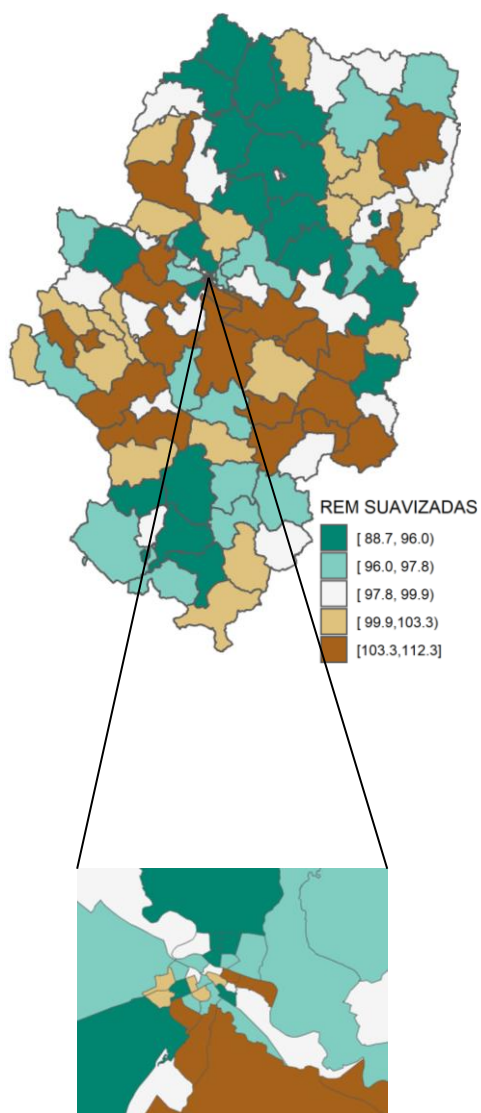 REM SUAVIZADAS
[ 88.7, 96.0)
[ 96.0, 97.8)
[ 97.8, 99.9)
[ 99.9,103.3)
[103.3,112.3]